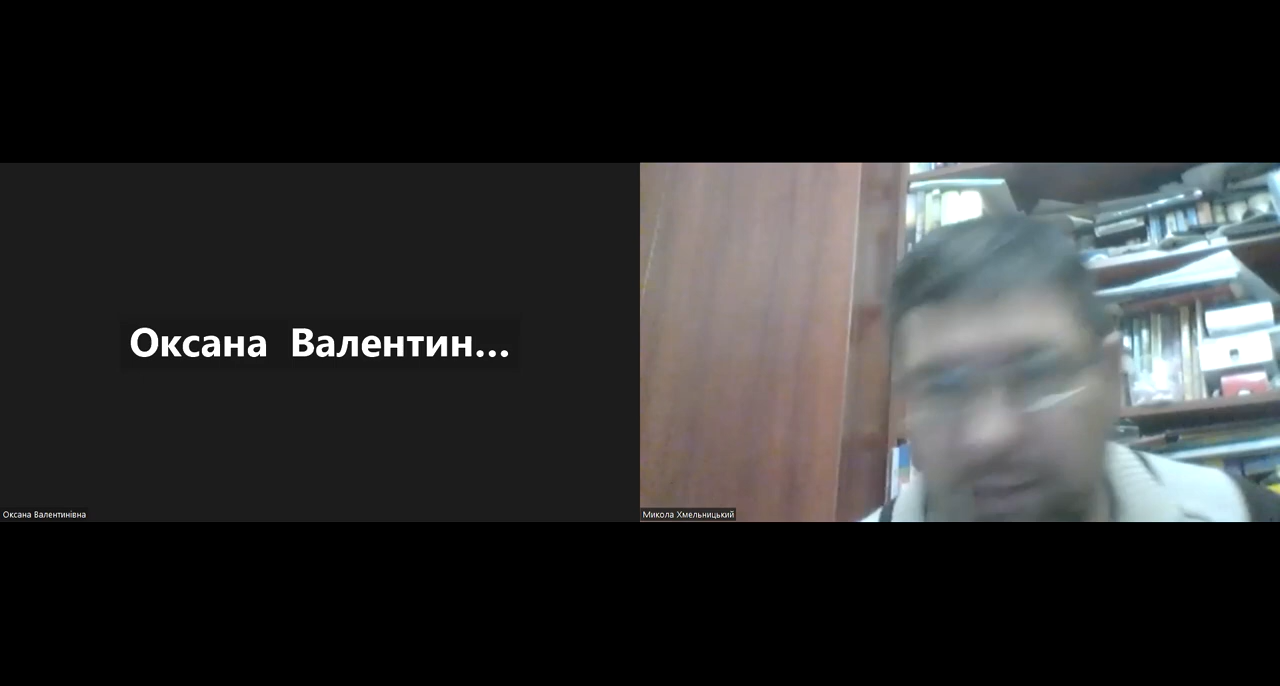 Оксана Валентин...
Оксана Валентинівна
Микола Хмельницький